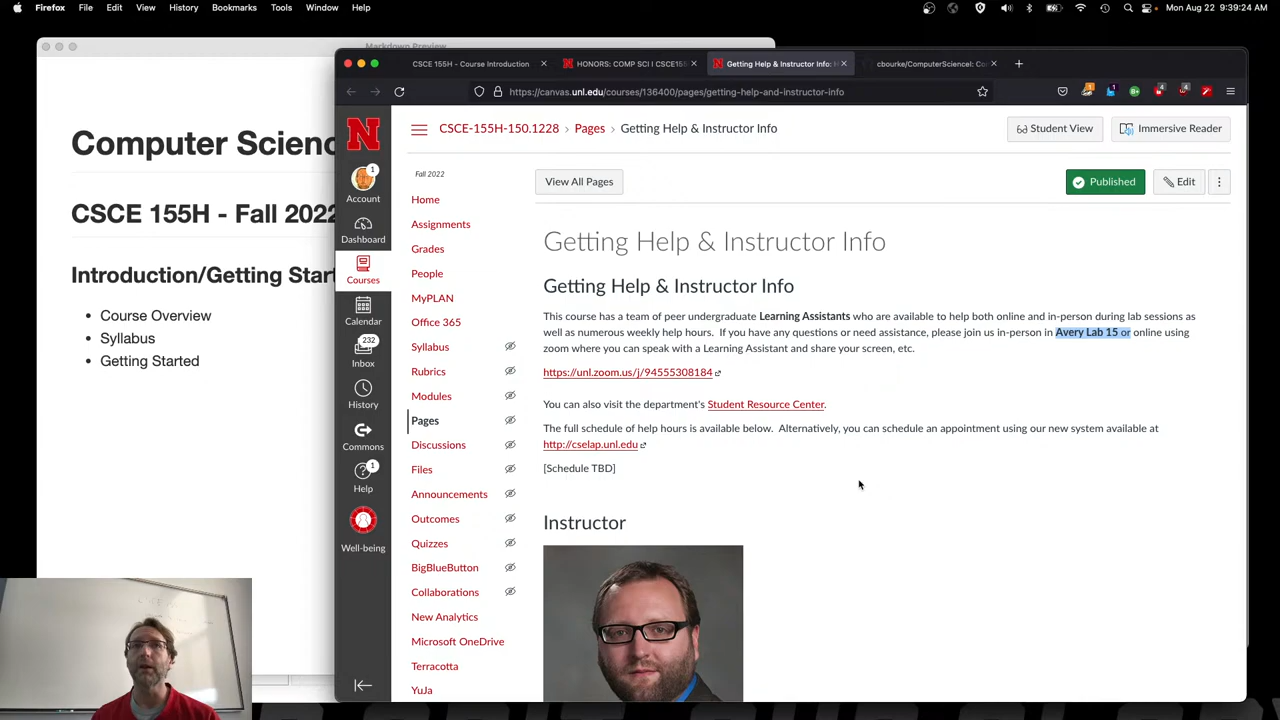 Firefox File Edit View History Bookmarks Tools Window Help
Mon Aug 22 9:39:24 AM
Markdown Preview
Computer Scienc
CSCE 155H - Fall 2022
Introduction/Getting Start
Course Overview
Syllabus
Getting Started
CSCE 155H - Course Introduction
HONORS: COMP SCI I CSCE155
Getting Help & Instructor Info: H
cbourke/ComputerScienceI: Co
https://canvas.unl.edu/courses/136400/pages/getting-help-and-instructor-info
N
1
Account
Dashboard
Courses
Calendar
232
Inbox
History
Commons
1
Help
Well-being
CSCE-155H-150.1228 › Pages › Getting Help & Instructor Info
Student View
Immersive Reader
Fall 2022
Home
Assignments
Grades
People
MyPLAN
Office 365
Syllabus
Rubrics
Modules
Pages
Discussions
Files
Announcements
Outcomes
Quizzes
BigBlueButton
Collaborations
New Analytics
Microsoft OneDrive
Terracotta
YuJa
View All Pages
Published
Edit
Getting Help & Instructor Info
Getting Help & Instructor Info
This course has a team of peer undergraduate Learning Assistants who are available to help both online and in-person during lab sessions as
well as numerous weekly help hours. If you have any questions or need assistance, please join us in-person in Avery Lab 15 or online using
zoom where you can speak with a Learning Assistant and share your screen, etc.
https://unl.zoom.us/j/94555308184
You can also visit the department's Student Resource Center.
The full schedule of help hours is available below. Alternatively, you can schedule an appointment using our new system available at
http://cselap.unl.edu
[Schedule TBD]
Instructor